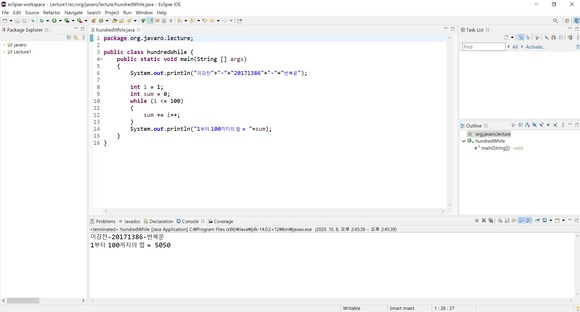 eclipse-workspace - Lecture1/src/org/javaro/lecture/hundredWhile.java - Eclipse IDE
File Edit Source Refactor Navigate Search Project Run Window Help
Package Explorer
javaro
Lecture1
hundredWhile.java
1 package org.javaro.lecture;
2
3 public class hundredWhile {
4 public static void main(String [] args)
5 {
6 System.out.println("이강찬"+"-"+"20171386"+"-"+"반복문");
7
8 int i = 1;
9 int sum = 0;
10 while (i <= 100)
11 {
12 sum += i++;
13 }
14 System.out.println("1부터 100까지의 합 = "+sum);
15 }
16 }
Task List
Find
All
Activate...
Outline
org.javaro.lecture
hundredWhile
main(String[]) : void
Problems Javadoc Declaration Console Coverage
<terminated> hundredWhile [Java Application] C:\Program Files (x86)\Java\jdk-14.0.2+12\bin\javaw.exe (2020. 10. 8. 오후 2:45:38 – 오후 2:45:39)
이강찬-20171386-반복문
1부터 100까지의 합 = 5050
Writable
Smart Insert
1 : 28 : 27